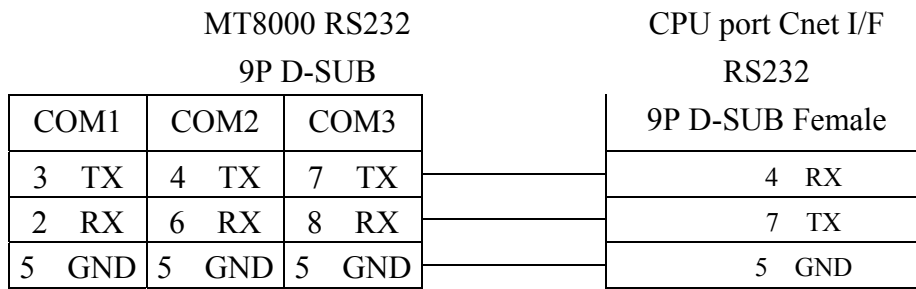 MT8000 RS232 CPU port Cnet I/F
9P D-SUB RS232
COM1 COM2 COM3 9P D-SUB Female
3 TX 4 TX 7 TX 4 RX
2 RX 6 RX 8 RX 7 TX
5 GND 5 GND 5 GND 5 GND